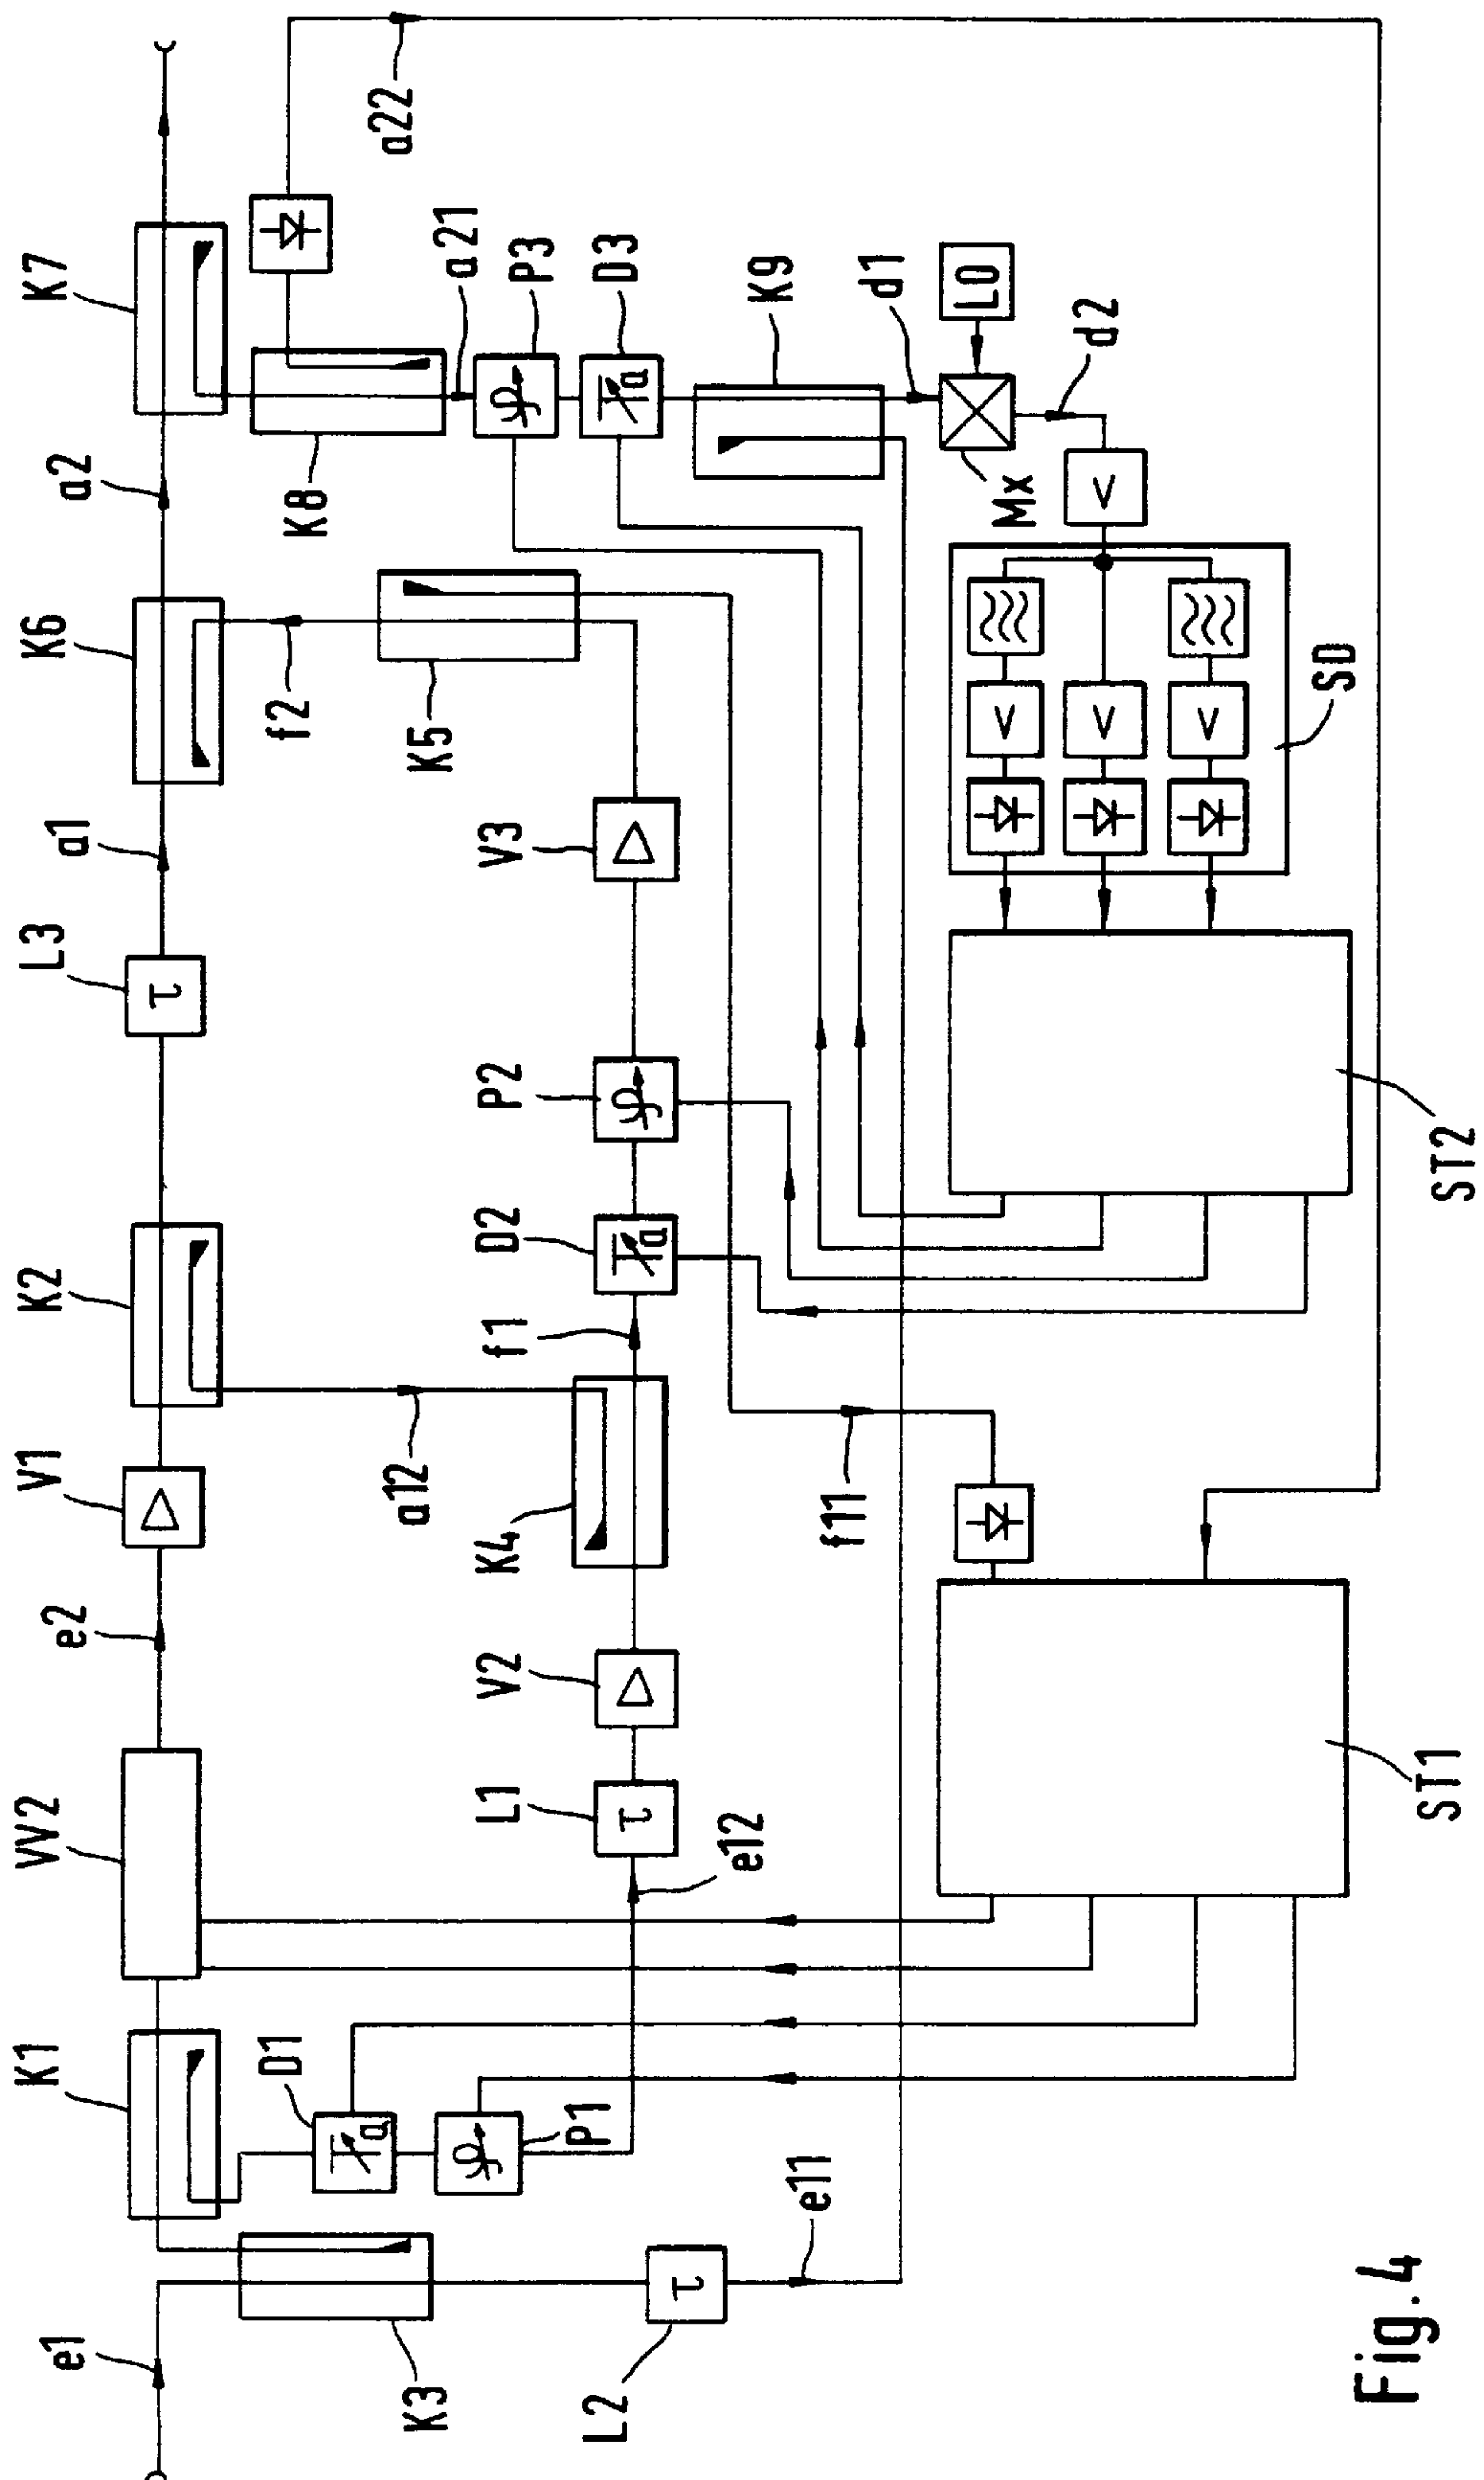 e1
K3
K1
VV2
e2
V1
K2
L3
a1
K6
a2
K7
a22
D1
a
P1
φ
e12
L1
τ
V2
K4
a12
f1
D2
a
P2
φ
V3
K5
f2
K8
a21
P3
φ
D3
a
K9
d1
LO
d2
Mx
V
V
V
V
SD
τ
L2
τ
e11
f11
ST1
ST2
Fig. 4